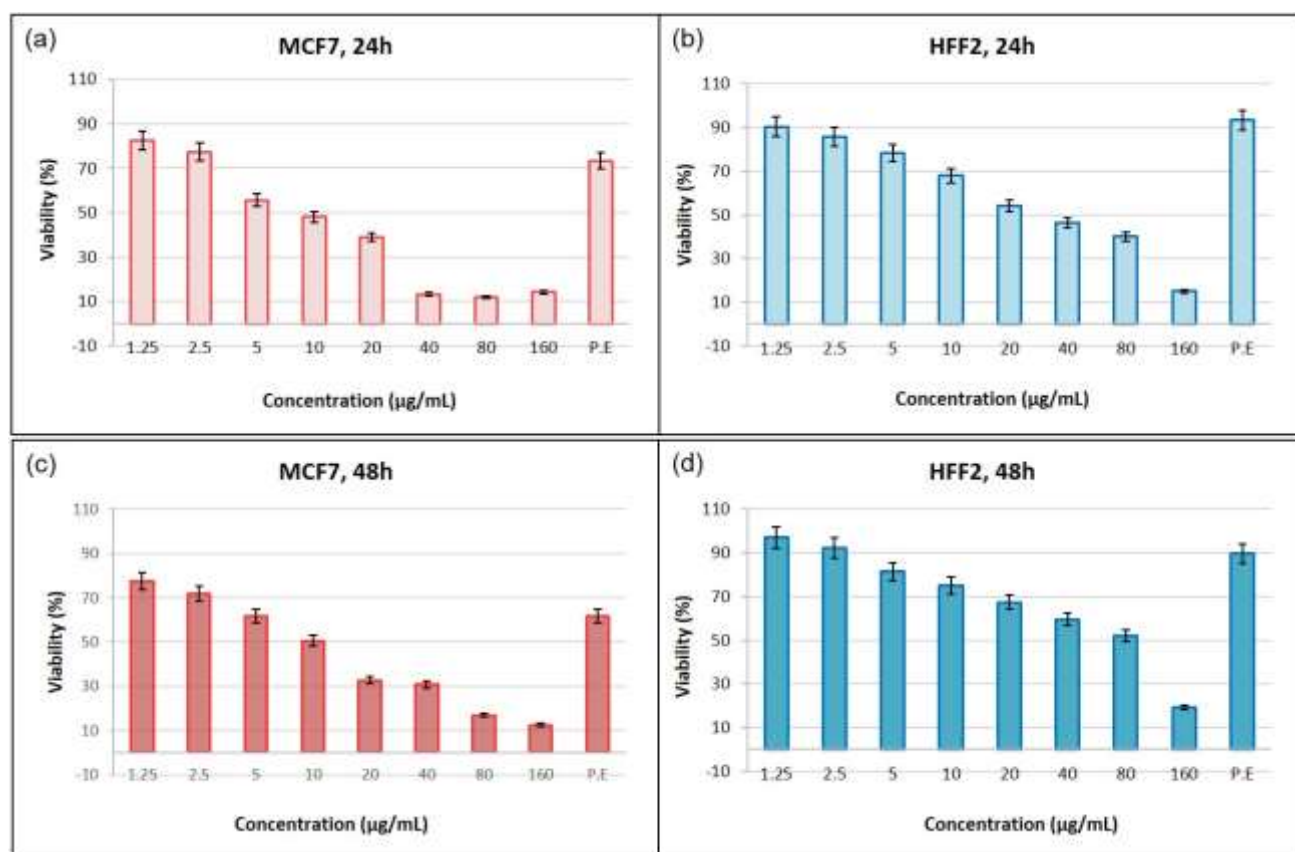 (a)
MCF7, 24h
Viability (%)
110
90
70
50
30
10
-10
1.25 2.5 5 10 20 40 80 160 P.E
Concentration (µg/mL)
(b)
HFF2, 24h
Viability (%)
110
90
70
50
30
10
-10
1.25 2.5 5 10 20 40 80 160 P.E
Concentration (µg/mL)
(c)
MCF7, 48h
Viability (%)
110
90
70
50
30
10
-10
1.25 2.5 5 10 20 40 80 160 P.E
Concentration (µg/mL)
(d)
HFF2, 48h
Viability (%)
110
90
70
50
30
10
-10
1.25 2.5 5 10 20 40 80 160 P.E
Concentration (µg/mL)